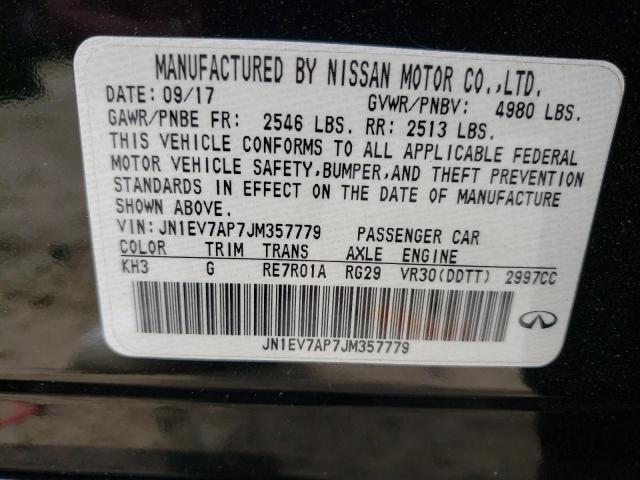 MANUFACTURED BY NISSAN MOTOR CO.,LTD.
DATE: 09/17 GVWR/PNBV: 4980 LBS.
GAWR/PNBE FR: 2546 LBS. RR: 2513 LBS.
THIS VEHICLE CONFORMS TO ALL APPLICABLE FEDERAL
MOTOR VEHICLE SAFETY,BUMPER,AND THEFT PREVENTION
STANDARDS IN EFFECT ON THE DATE OF MANUFACTURE
SHOWN ABOVE.
VIN: JN1EV7AP7JM357779 PASSENGER CAR
COLOR TRIM TRANS AXLE ENGINE
KH3 G RE7R01A RG29 VR30(DDTT) 2997CC
JN1EV7AP7JM357779